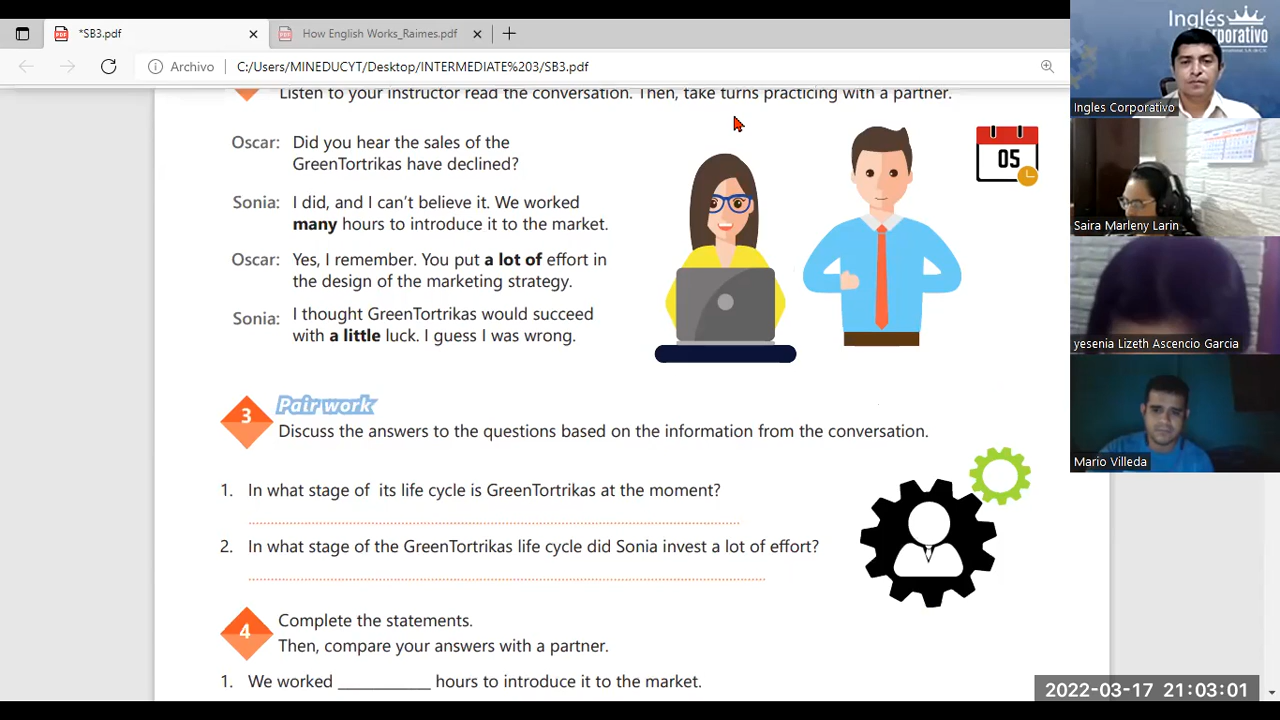 *SB3.pdf
How English Works_Raimes.pdf
Archivo
C:/Users/MINEDUCYT/Desktop/INTERMEDIATE%203/SB3.pdf
Listen to your instructor read the conversation. Then, take turns practicing with a partner.
Oscar: Did you hear the sales of the
GreenTortrikas have declined?
Sonia: I did, and I can't believe it. We worked
many hours to introduce it to the market.
Oscar: Yes, I remember. You put a lot of effort in
the design of the marketing strategy.
Sonia: I thought GreenTortrikas would succeed
with a little luck. I guess I was wrong.
05
3
Pair work
Discuss the answers to the questions based on the information from the conversation.
1. In what stage of its life cycle is GreenTortrikas at the moment?
2. In what stage of the GreenTortrikas life cycle did Sonia invest a lot of effort?
4
Complete the statements.
Then, compare your answers with a partner.
1. We worked ____________ hours to introduce it to the market.
Inglés
Ingles Corporativo
Saira Marleny Larin
yesenia Lizeth Ascencio Garcia
Mario Villeda
2022-03-17 21:03:01